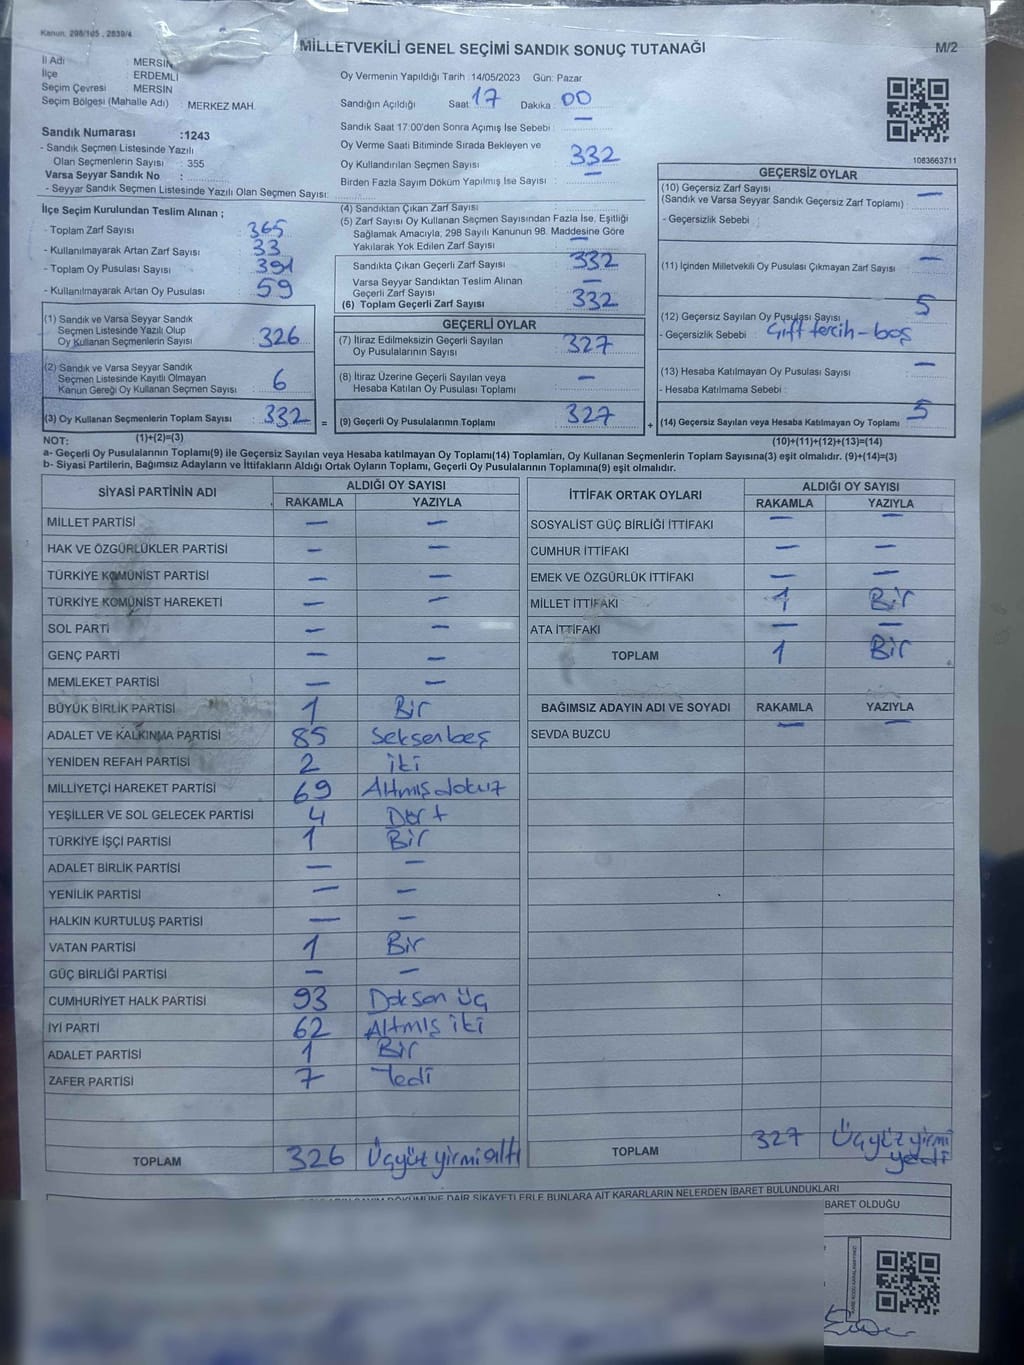 Kanun, 298/105 , 2839/4
MİLLETVEKİLİ GENEL SEÇİMİ SANDIK SONUÇ TUTANAĞI
M/2
İl Adı : MERSİN
İlçe : ERDEMLİ
Seçim Çevresi : MERSİN
Seçim Bölgesi (Mahalle Adı) : MERKEZ MAH.
Sandık Numarası :1243
- Sandık Seçmen Listesinde Yazılı
Olan Seçmenlerin Sayısı : 355
Varsa Seyyar Sandık No :
- Seyyar Sandık Seçmen Listesinde Yazılı Olan Seçmen Sayısı:
Oy Vermenin Yapıldığı Tarih : 14/05/2023 Gün: Pazar
Sandığın Açıldığı Saat: 17 Dakika : 00
Sandık Saat 17:00'den Sonra Açımış İse Sebebi : —
Oy Verme Saati Bitiminde Sırada Bekleyen ve
Oy Kullandırılan Seçmen Sayısı : 332
Birden Fazla Sayım Döküm Yapılmış İse Sayısı : —
1083663711
İlçe Seçim Kurulundan Teslim Alınan ;
- Toplam Zarf Sayısı : 365
- Kullanılmayarak Artan Zarf Sayısı : 33
- Toplam Oy Pusulası Sayısı : 391
- Kullanılmayarak Artan Oy Pusulası : 59
(1) Sandık ve Varsa Seyyar Sandık
Seçmen Listesinde Yazılı Olup
Oy Kullanan Seçmenlerin Sayısı : 326
(2) Sandık ve Varsa Seyyar Sandık
Seçmen Listesinde Kayıtlı Olmayan
Kanun Gereği Oy Kullanan Seçmen Sayısı : 6
(3) Oy Kullanan Seçmenlerin Toplam Sayısı : 332
(1)+(2)=(3)
(4) Sandıktan Çıkan Zarf Sayısı :
(5) Zarf Sayısı Oy Kullanan Seçmen Sayısından Fazla İse, Eşitliği
Sağlamak Amacıyla, 298 Sayılı Kanunun 98. Maddesine Göre
Yakılarak Yok Edilen Zarf Sayısı : —
Sandıkta Çıkan Geçerli Zarf Sayısı : 332
Varsa Seyyar Sandıktan Teslim Alınan
Geçerli Zarf Sayısı : —
(6) Toplam Geçerli Zarf Sayısı : 332
GEÇERLİ OYLAR
(7) İtiraz Edilmeksizin Geçerli Sayılan
Oy Pusulalarının Sayısı : 327
(8) İtiraz Üzerine Geçerli Sayılan veya
Hesaba Katılan Oy Pusulası Toplamı : —
= (9) Geçerli Oy Pusulalarının Toplamı : 327
GEÇERSİZ OYLAR
(10) Geçersiz Zarf Sayısı
(Sandık ve Varsa Seyyar Sandık Geçersiz Zarf Toplamı) : —
- Geçersizlik Sebebi :
(11) İçinden Milletvekili Oy Pusulası Çıkmayan Zarf Sayısı : —
(12) Geçersiz Sayılan Oy Pusulası Sayısı : 5
- Geçersizlik Sebebi : Çift tercih - boş
(13) Hesaba Katılmayan Oy Pusulası Sayısı : —
- Hesaba Katılmama Sebebi :
+ (14) Geçersiz Sayılan veya Hesaba Katılmayan Oy Toplamı : 5
(10)+(11)+(12)+(13)=(14)
NOT:
a- Geçerli Oy Pusulalarının Toplamı(9) ile Geçersiz Sayılan veya Hesaba katılmayan Oy Toplamı(14) Toplamları, Oy Kullanan Seçmenlerin Toplam Sayısına(3) eşit olmalıdır. (9)+(14)=(3)
b- Siyasi Partilerin, Bağımsız Adayların ve İttifakların Aldığı Ortak Oyların Toplamı, Geçerli Oy Pusulalarının Toplamına(9) eşit olmalıdır.
SİYASİ PARTİNİN ADI ALDIĞI OY SAYISI
RAKAMLA YAZIYLA
MİLLET PARTİSİ — —
HAK VE ÖZGÜRLÜKLER PARTİSİ — —
TÜRKİYE KOMÜNİST PARTİSİ — —
TÜRKİYE KOMÜNİST HAREKETİ — —
SOL PARTİ — —
GENÇ PARTİ — —
MEMLEKET PARTİSİ — —
BÜYÜK BİRLİK PARTİSİ 1 Bir
ADALET VE KALKINMA PARTİSİ 85 Seksenbeş
YENİDEN REFAH PARTİSİ 2 iki
MİLLİYETÇİ HAREKET PARTİSİ 69 Altmışdokuz
YEŞİLLER VE SOL GELECEK PARTİSİ 4 Dört
TÜRKİYE İŞÇİ PARTİSİ 1 Bir
ADALET BİRLİK PARTİSİ — —
YENİLİK PARTİSİ — —
HALKIN KURTULUŞ PARTİSİ — —
VATAN PARTİSİ 1 Bir
GÜÇ BİRLİĞİ PARTİSİ — —
CUMHURİYET HALK PARTİSİ 93 Doksan üç
İYİ PARTİ 62 Altmış iki
ADALET PARTİSİ 1 Bir
ZAFER PARTİSİ 7 Yedi
TOPLAM 326 Üçyüz yirmi altı
İTTİFAK ORTAK OYLARI ALDIĞI OY SAYISI
RAKAMLA YAZIYLA
SOSYALİST GÜÇ BİRLİĞİ İTTİFAKI — —
CUMHUR İTTİFAKI — —
EMEK VE ÖZGÜRLÜK İTTİFAKI — —
MİLLET İTTİFAKI 1 Bir
ATA İTTİFAKI — —
TOPLAM 1 Bir
BAĞIMSIZ ADAYIN ADI VE SOYADI RAKAMLA YAZIYLA
SEVDA BUZCU — —
TOPLAM 327 Üçyüz yirmi
yedi
DÖKÜMÜNE DAİR ŞİKAYETLERLE BUNLARA AİT KARARLARIN NELERDEN İBARET BULUNDUKLARI
BARET OLDUĞU